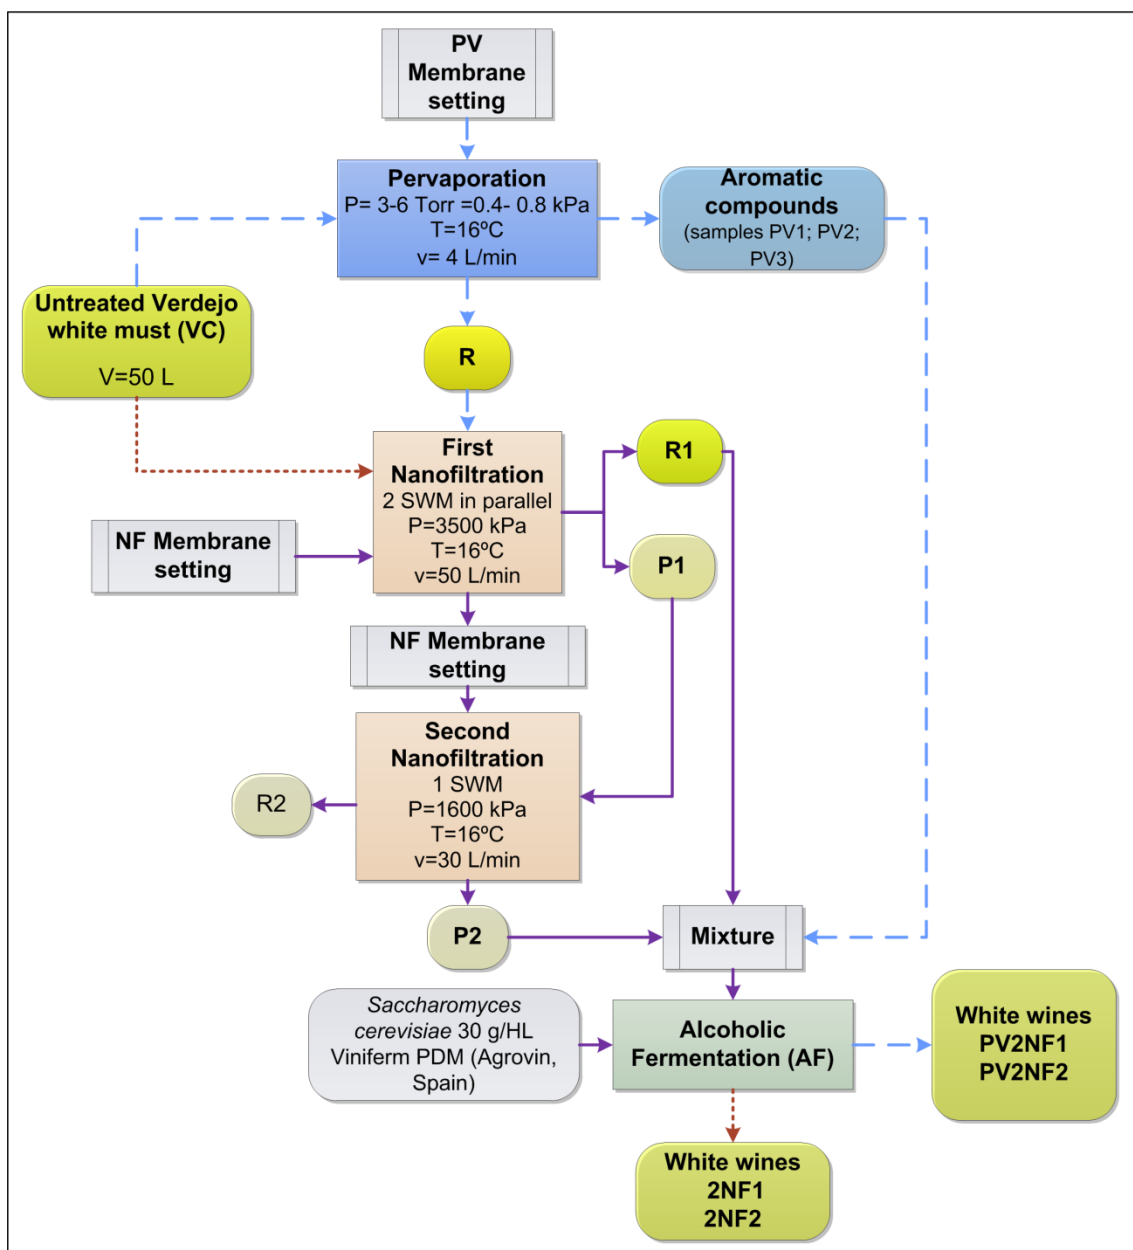 PV
Membrane
setting
Pervaporation
P= 3-6 Torr =0.4- 0.8 kPa
T=16ºC
v= 4 L/min
Aromatic
compounds
(samples PV1; PV2;
PV3)
Untreated Verdejo
white must (VC)
V=50 L
R
First
Nanofiltration
2 SWM in parallel
P=3500 kPa
T=16ºC
v=50 L/min
R1
NF Membrane
setting
P1
NF Membrane
setting
Second
Nanofiltration
1 SWM
P=1600 kPa
T=16ºC
v=30 L/min
R2
P2
Mixture
Saccharomyces
cerevisiae 30 g/HL
Viniferm PDM (Agrovin,
Spain)
Alcoholic
Fermentation (AF)
White wines
PV2NF1
PV2NF2
White wines
2NF1
2NF2